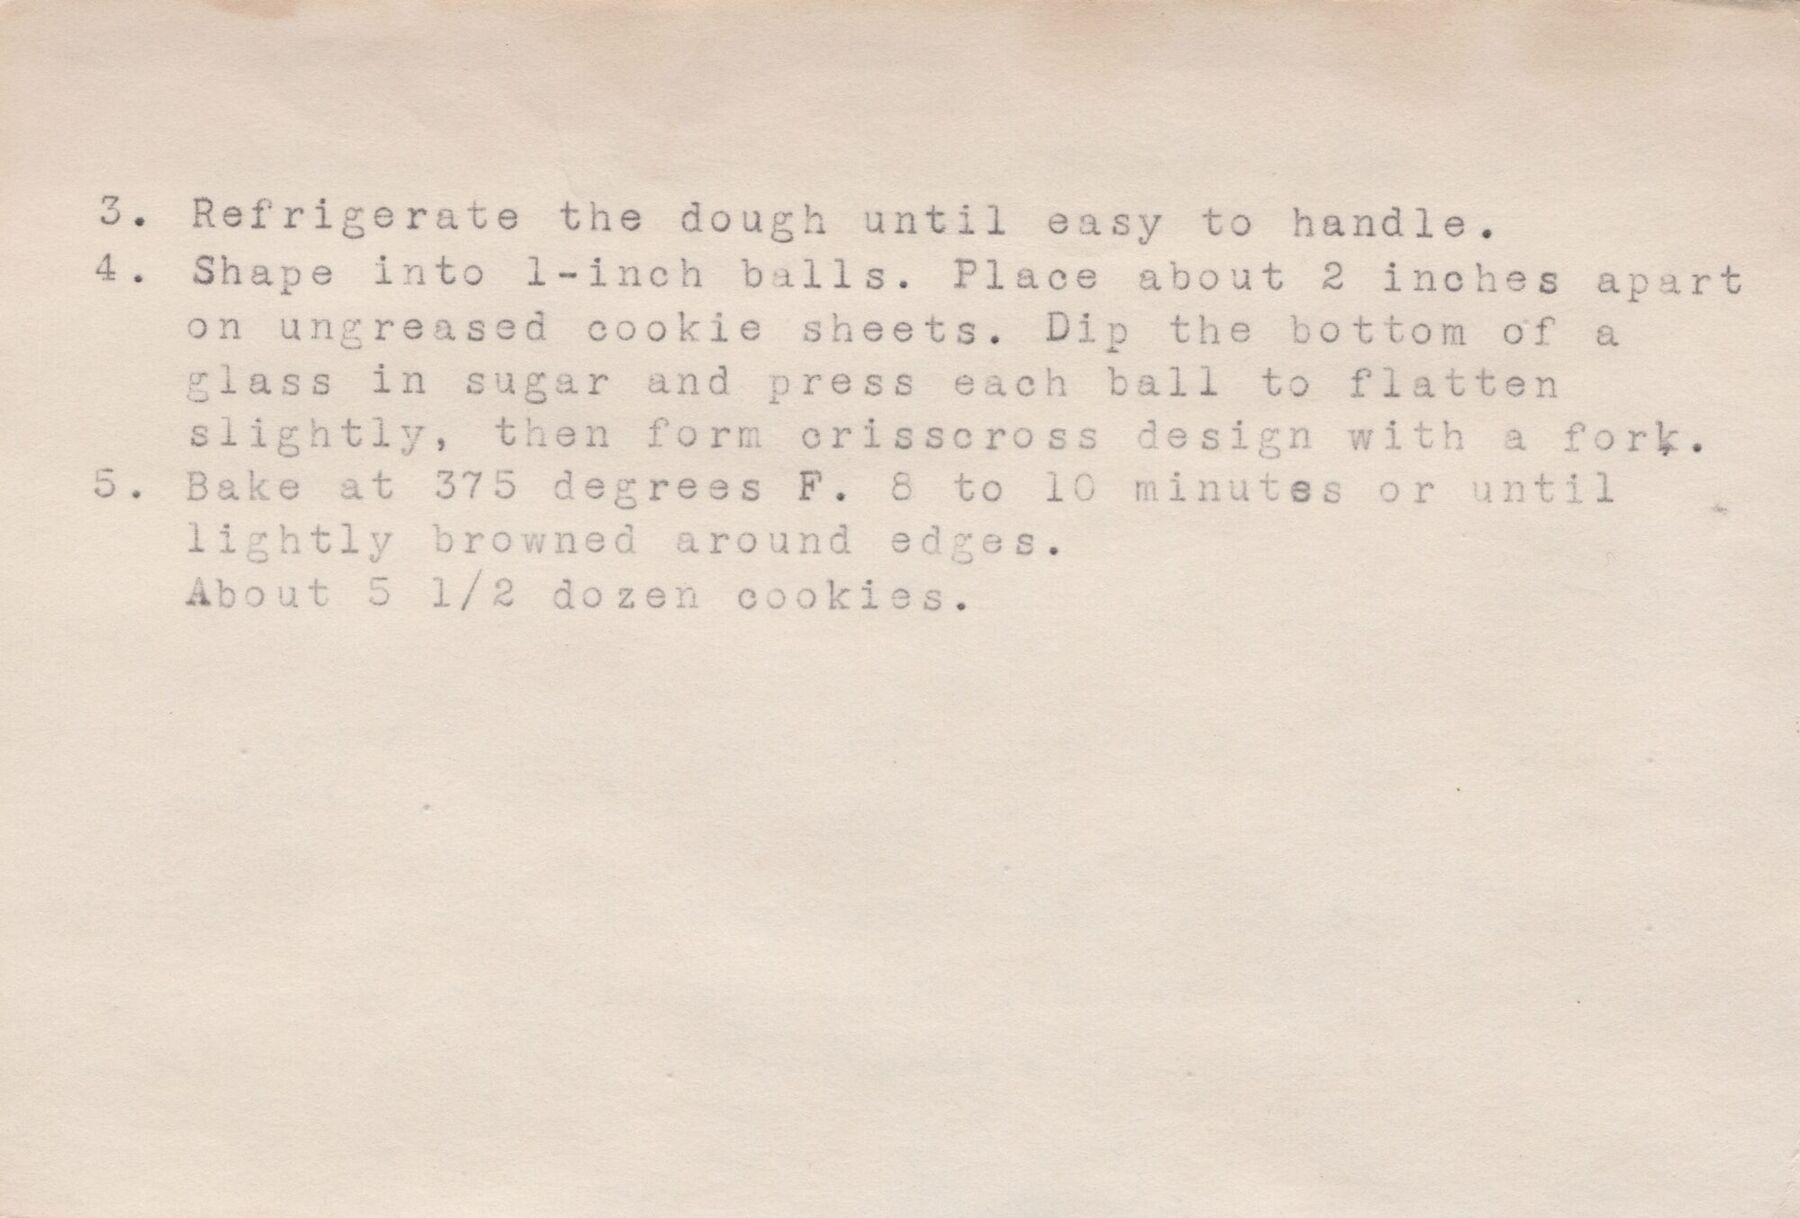 3. Refrigerate the dough until easy to handle.
4. Shape into 1-inch balls. Place about 2 inches apart
on ungreased cookie sheets. Dip the bottom of a
glass in sugar and press each ball to flatten
slightly, then form crisscross design with a fork.
5. Bake at 375 degrees F. 8 to 10 minutes or until
lightly browned around edges.
About 5 1/2 dozen cookies.